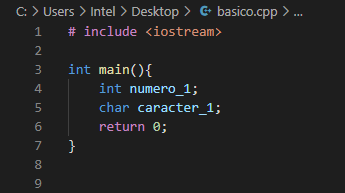 C: > Users > Intel > Desktop > basico.cpp > ...
1 # include <iostream>
2
3 int main(){
4 int numero_1;
5 char caracter_1;
6 return 0;
7 }
8
9